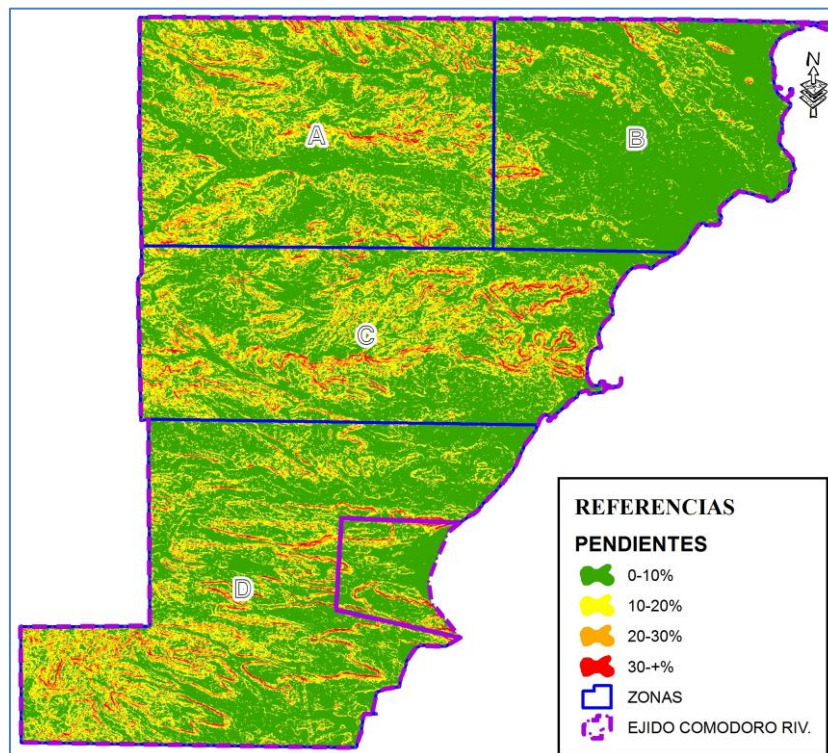 N
A
B
C
D
REFERENCIAS
PENDIENTES
0-10%
10-20%
20-30%
30-+%
ZONAS
EJIDO COMODORO RIV.